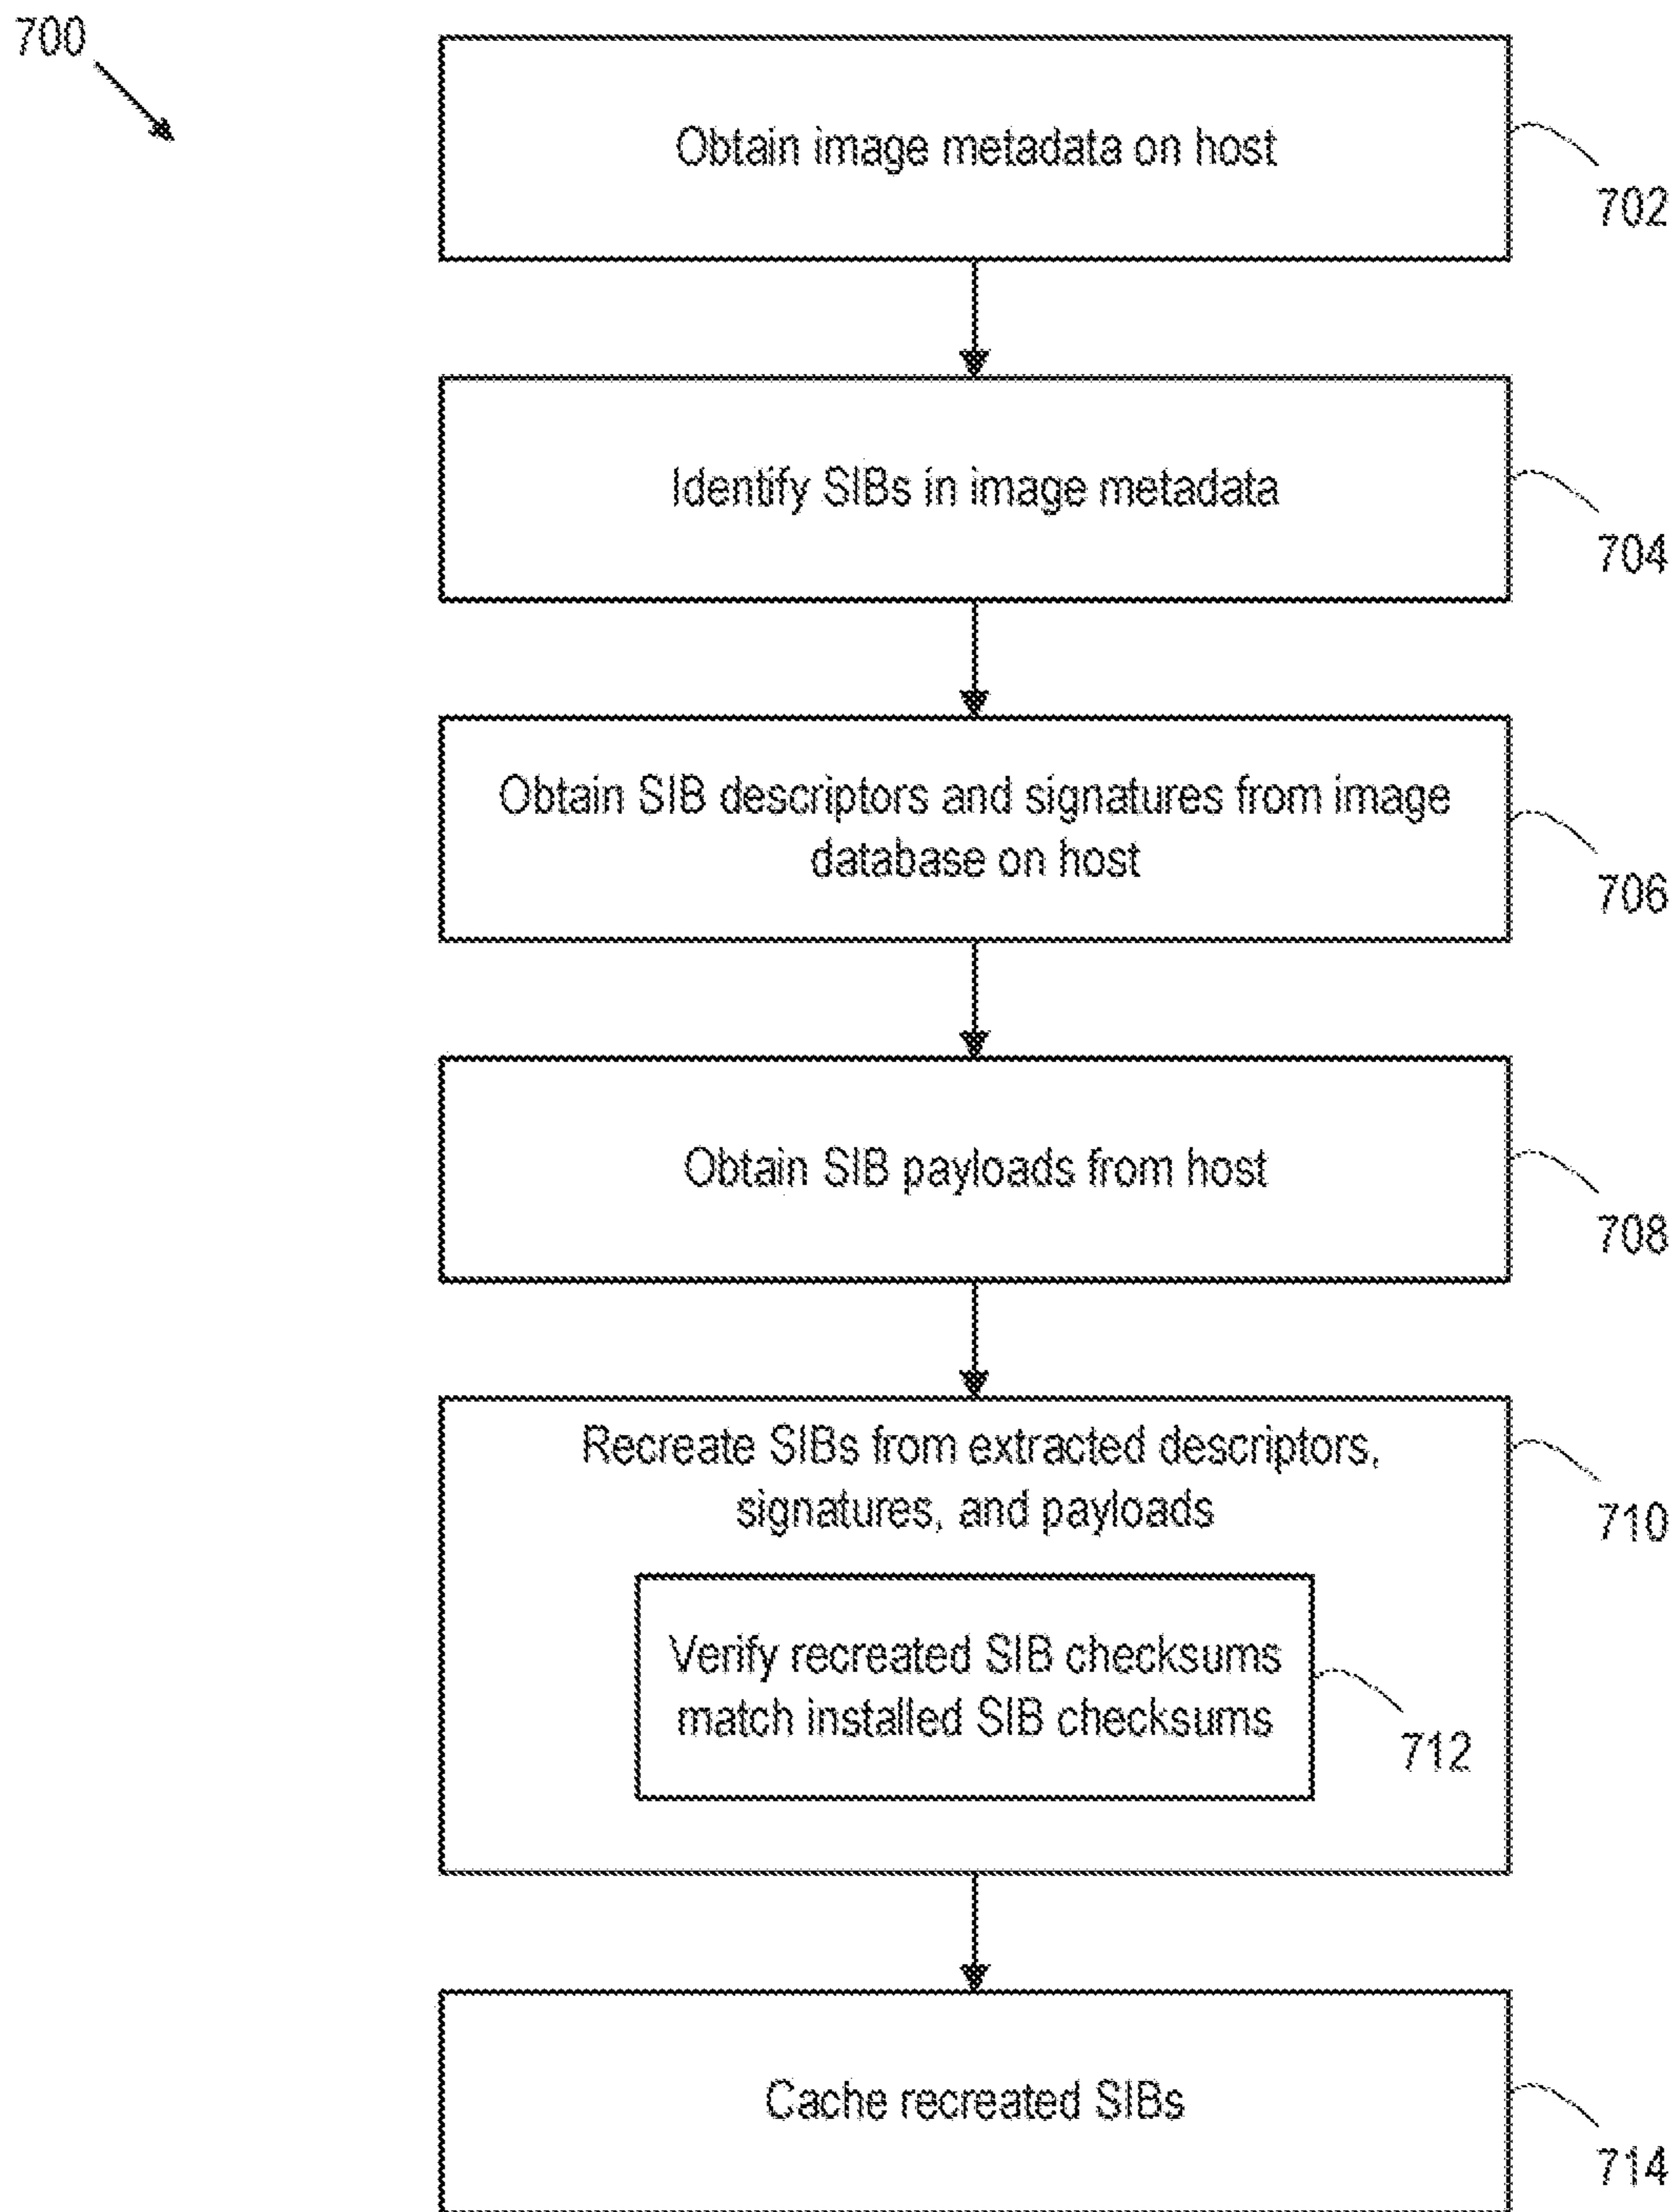 700
Obtain image metadata on host
702
Identify SIBs in image metadata
704
Obtain SIB descriptors and signatures from image
database on host
706
Obtain SIB payloads from host
708
Recreate SIBs from extracted descriptors,
signatures, and payloads
710
Verify recreated SIB checksums
match installed SIB checksums
712
Cache recreated SIBs
714